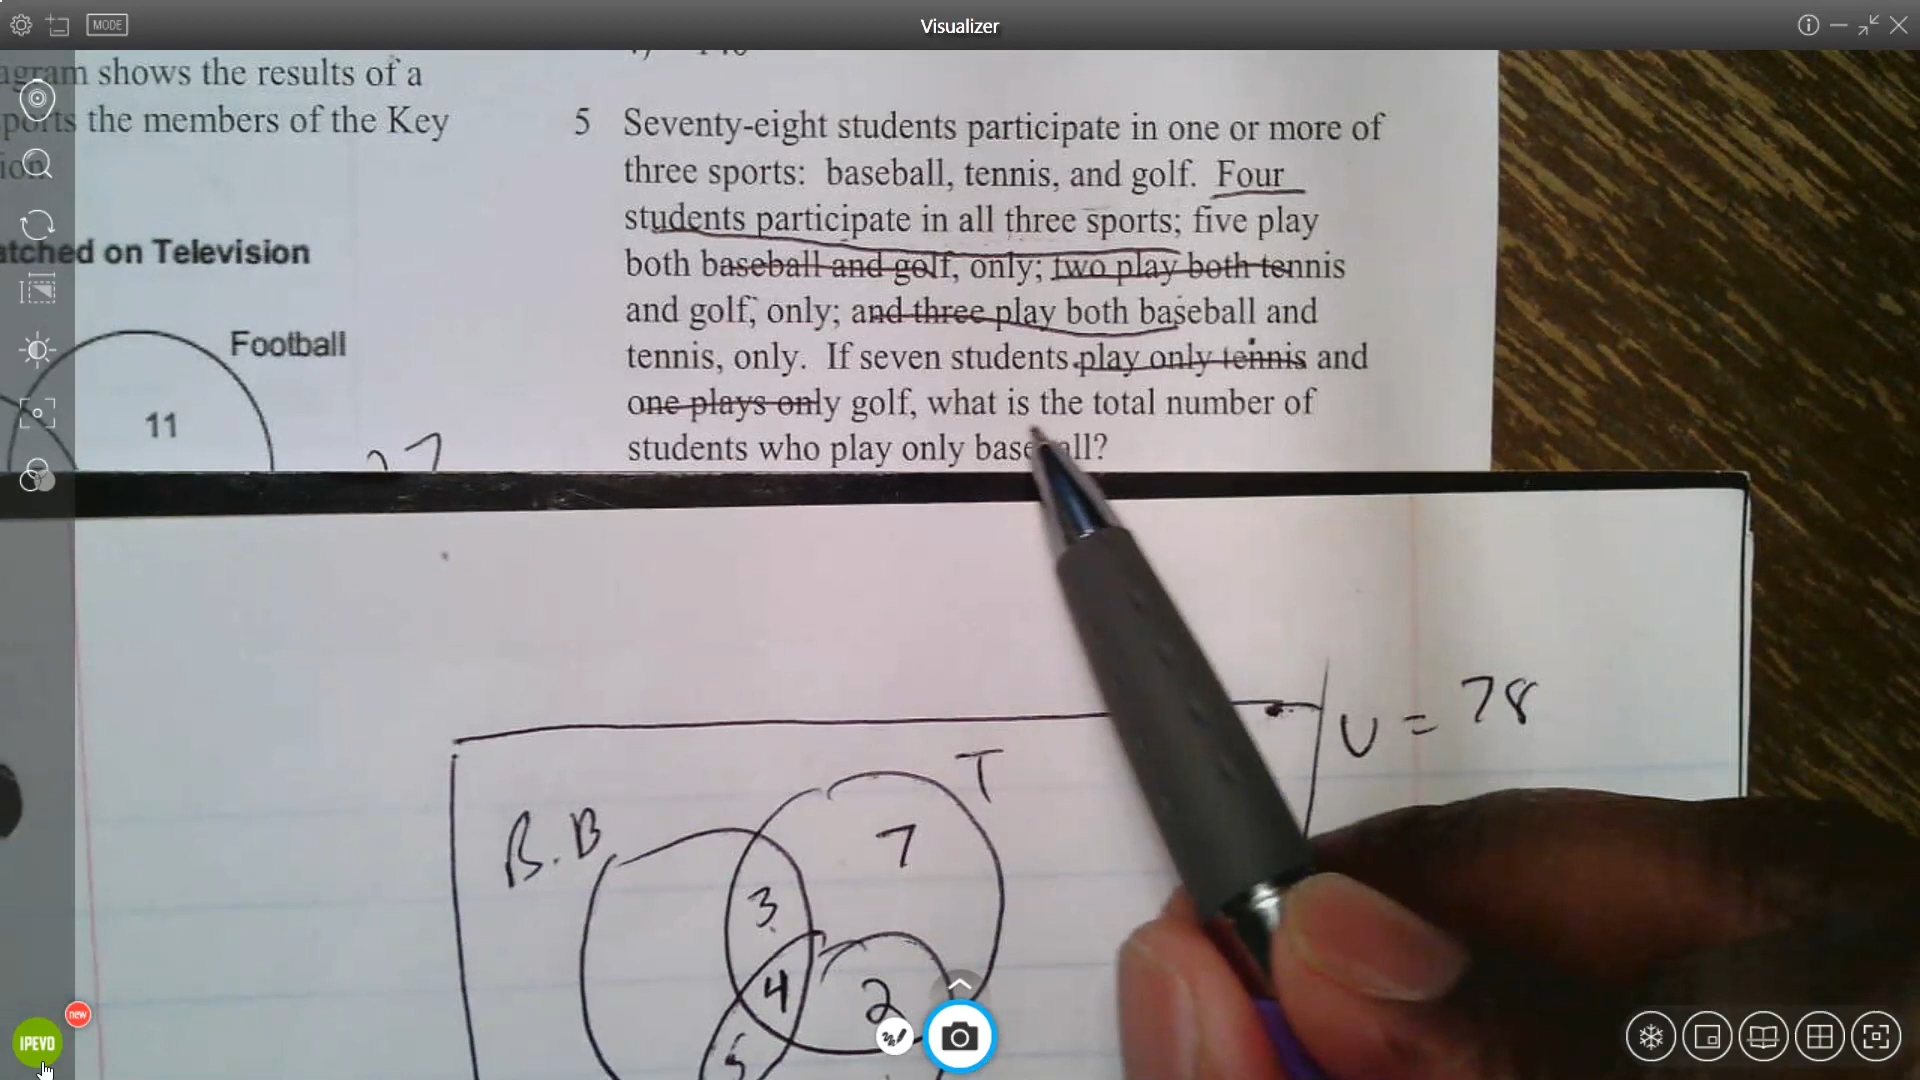 MODE
Visualizer
agram shows the results of a
ports the members of the Key
ion
atched on Television
Football
11
5 Seventy-eight students participate in one or more of
three sports: baseball, tennis, and golf. Four
students participate in all three sports; five play
both baseball and golf, only; two play both tennis
and golf, only; and three play both baseball and
tennis, only. If seven students play only tennis and
one plays only golf, what is the total number of
students who play only baseball?
U = 78
T
B.B
7
3
4
2
5
new
IPEVO